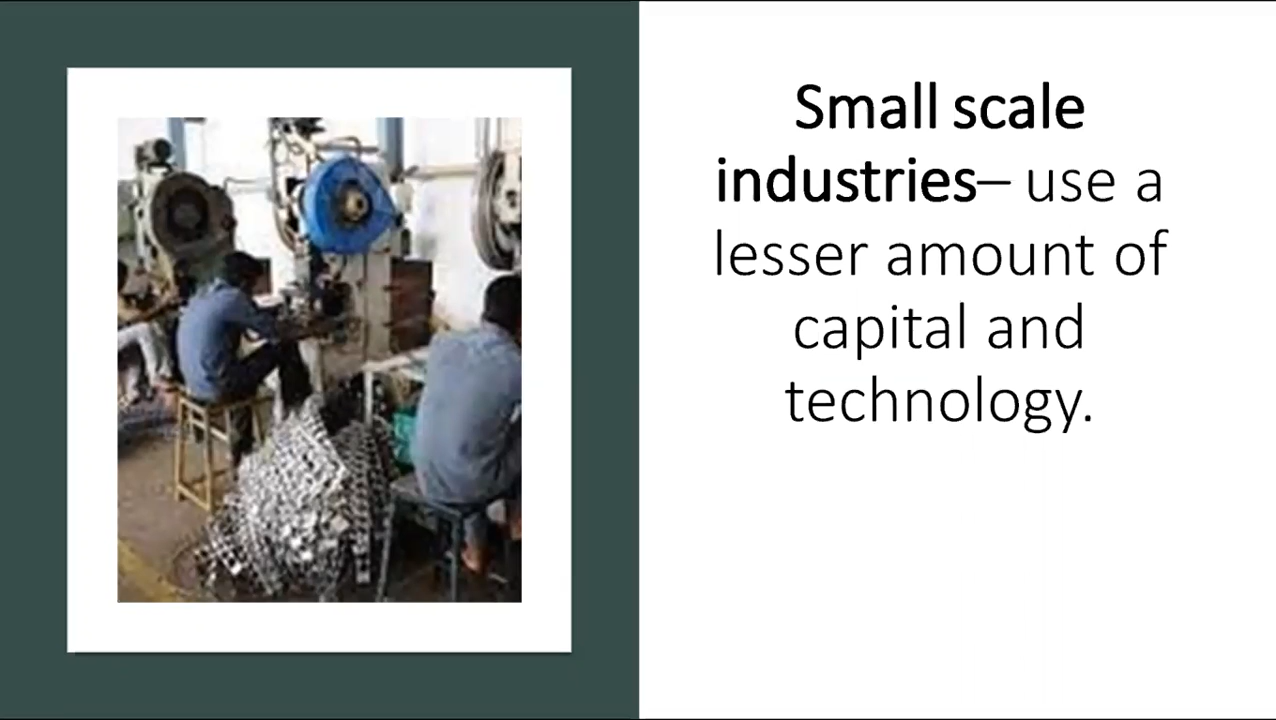 Small scale
industries– use a
lesser amount of
capital and
technology.